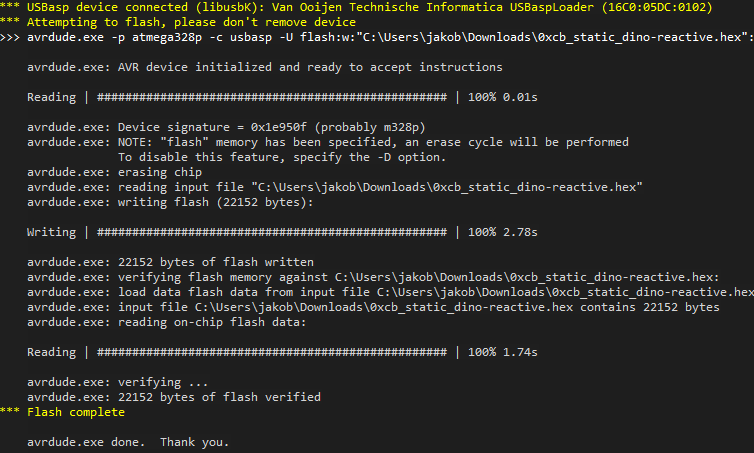 *** USBasp device connected (libusbK): Van Ooijen Technische Informatica USBaspLoader (16C0:05DC:0102)
*** Attempting to flash, please don't remove device
>>> avrdude.exe -p atmega328p -c usbasp -U flash:w:"C:\Users\jakob\Downloads\0xcb_static_dino-reactive.hex":
avrdude.exe: AVR device initialized and ready to accept instructions
Reading | ################################################## | 100% 0.01s
avrdude.exe: Device signature = 0x1e950f (probably m328p)
avrdude.exe: NOTE: "flash" memory has been specified, an erase cycle will be performed
To disable this feature, specify the -D option.
avrdude.exe: erasing chip
avrdude.exe: reading input file "C:\Users\jakob\Downloads\0xcb_static_dino-reactive.hex"
avrdude.exe: writing flash (22152 bytes):
Writing | ################################################## | 100% 2.78s
avrdude.exe: 22152 bytes of flash written
avrdude.exe: verifying flash memory against C:\Users\jakob\Downloads\0xcb_static_dino-reactive.hex:
avrdude.exe: load data flash data from input file C:\Users\jakob\Downloads\0xcb_static_dino-reactive.hex
avrdude.exe: input file C:\Users\jakob\Downloads\0xcb_static_dino-reactive.hex contains 22152 bytes
avrdude.exe: reading on-chip flash data:
Reading | ################################################## | 100% 1.74s
avrdude.exe: verifying ...
avrdude.exe: 22152 bytes of flash verified
*** Flash complete
avrdude.exe done.  Thank you.